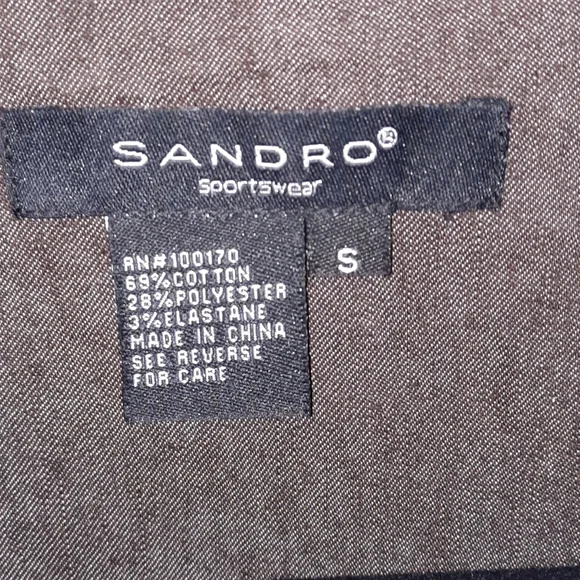 SANDRO®
Sportswear
S
RN#100170
69%COTTON
28%POLYESTER
3%ELASTANE
MADE IN CHINA
SEE REVERSE
FOR CARE